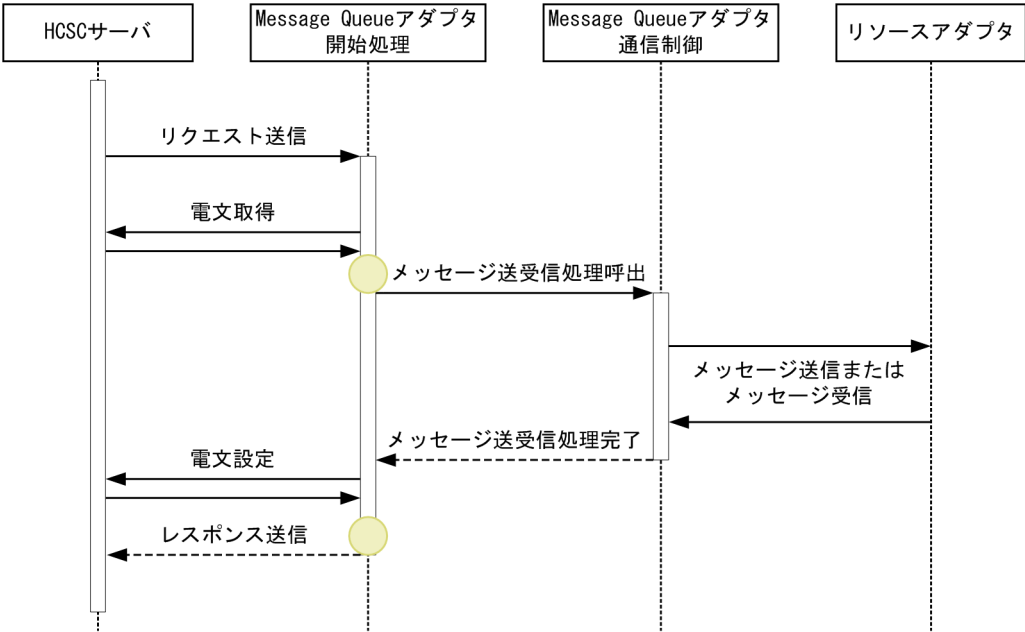 HCSCサーバ
Message Queueアダプタ
開始処理
Message Queueアダプタ
通信制御
リソースアダプタ
リクエスト送信
電文取得
メッセージ送受信処理呼出
メッセージ送信または
メッセージ受信
メッセージ送受信処理完了
電文設定
レスポンス送信